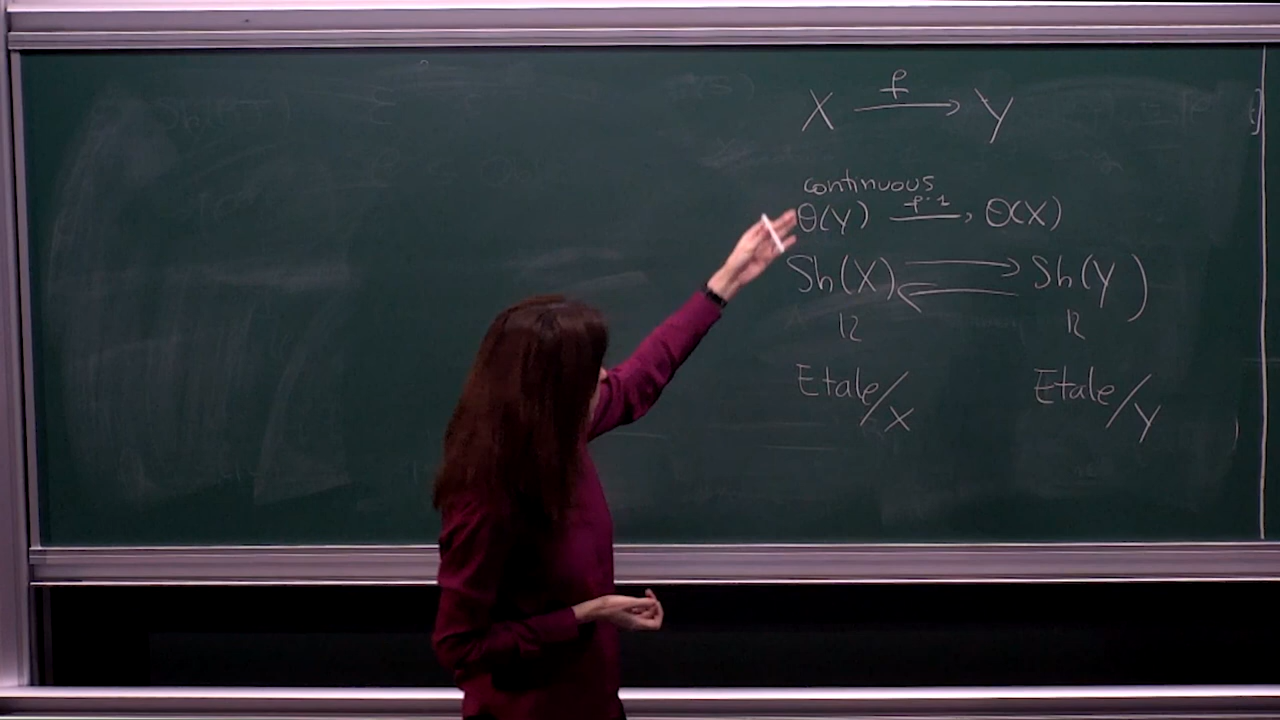 X —f→ Y
continuous
Θ(Y) —f⁻¹→ Θ(X)
Sh(X) ⇄ Sh(Y)
≀≀ ≀≀
Etale/X Etale/Y